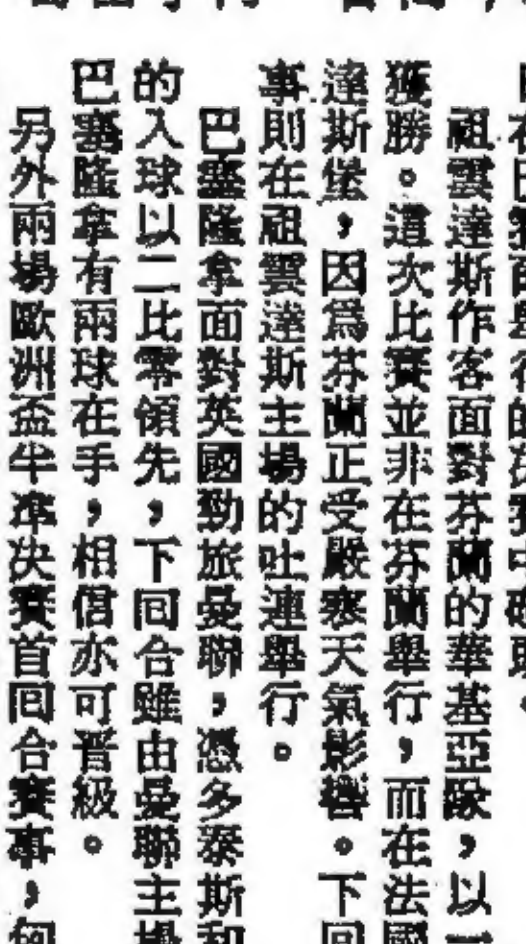 祖雲達斯作客面對芬蘭的華基亞隊，以一
獲勝。這次比賽並非在芬蘭舉行，而在法國
達斯堡，因爲芬蘭正受嚴寒天氣影響。下回
事則在祖雲達斯主場的吐連舉行。
巴塞隆拿面對英國勁旅曼聯，憑多泰斯和
的入球以二比零領先，下囘合雖由曼聯主場
巴塞隆拿有兩球在手，相信亦可晋級。
另外兩場歐洲盃半準決賽首囘合賽事，匈